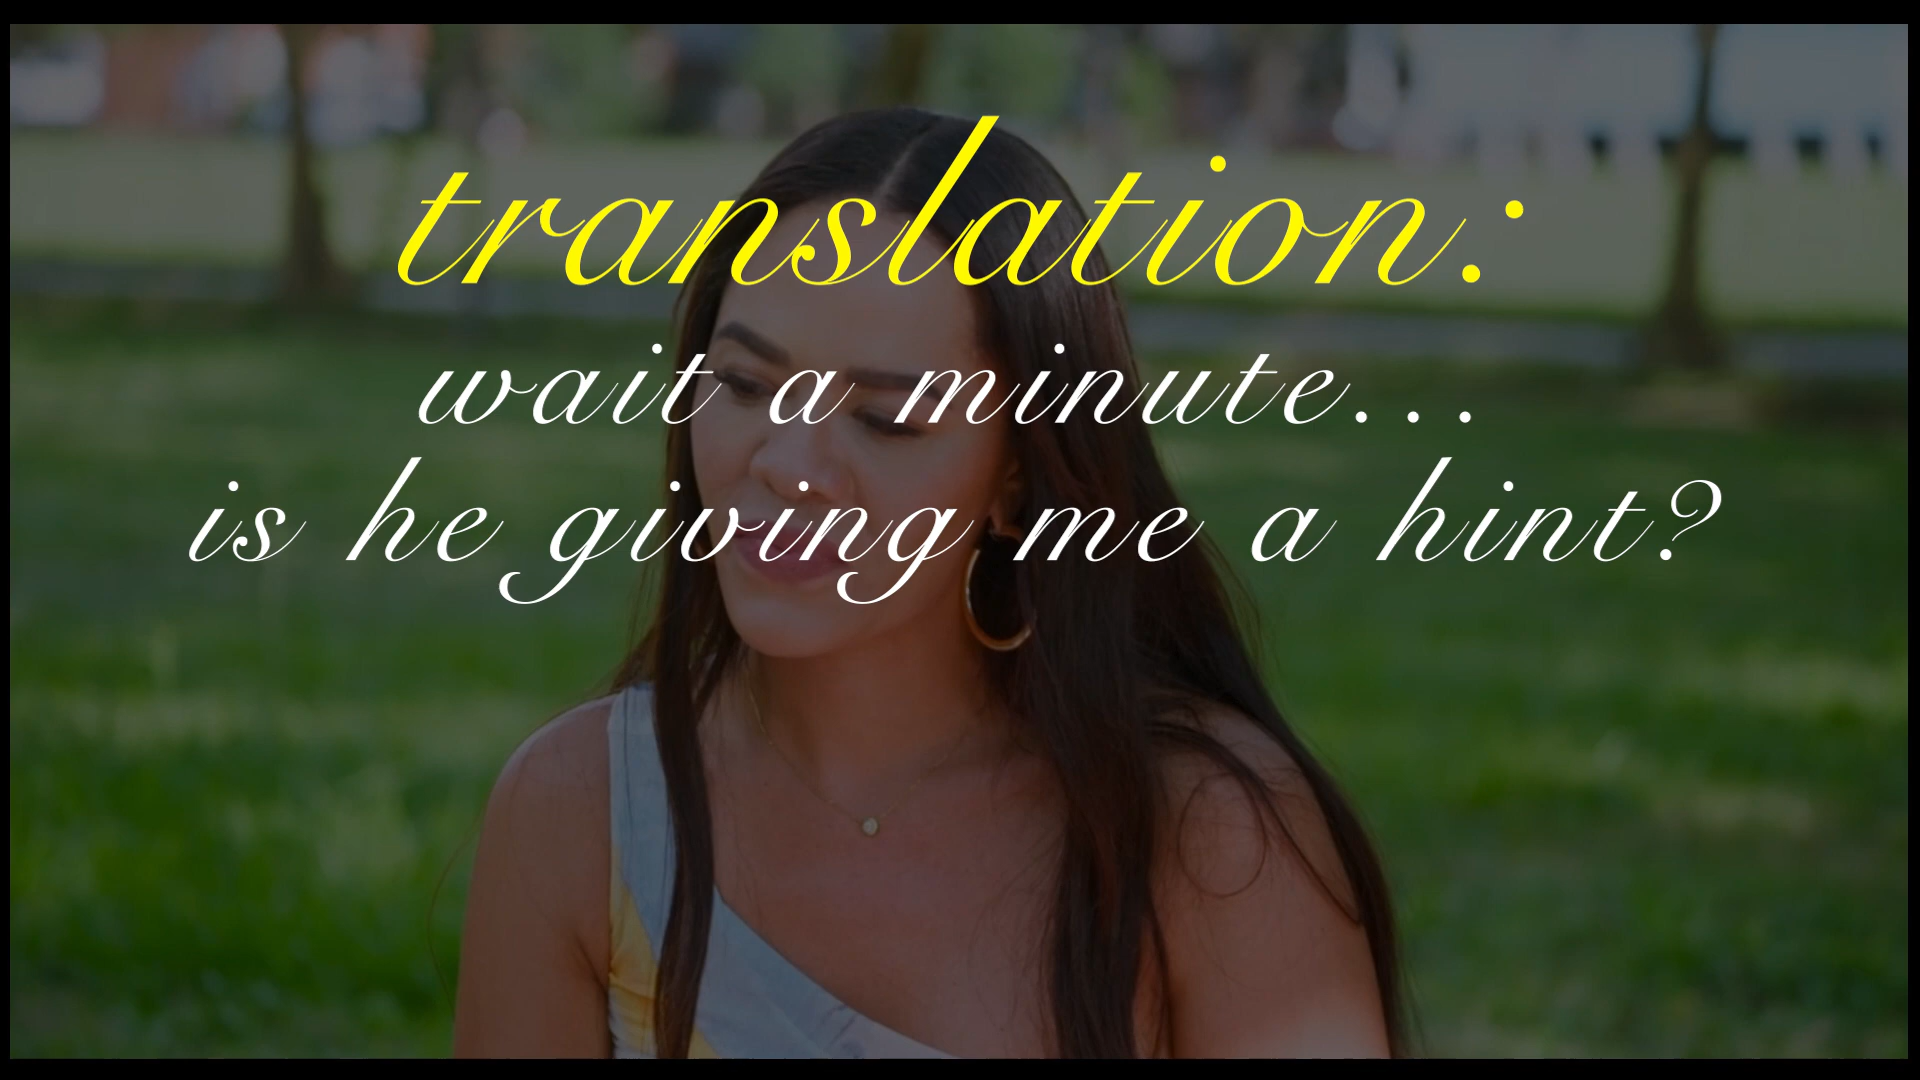 translation:
wait a minute...
is he giving me a hint?